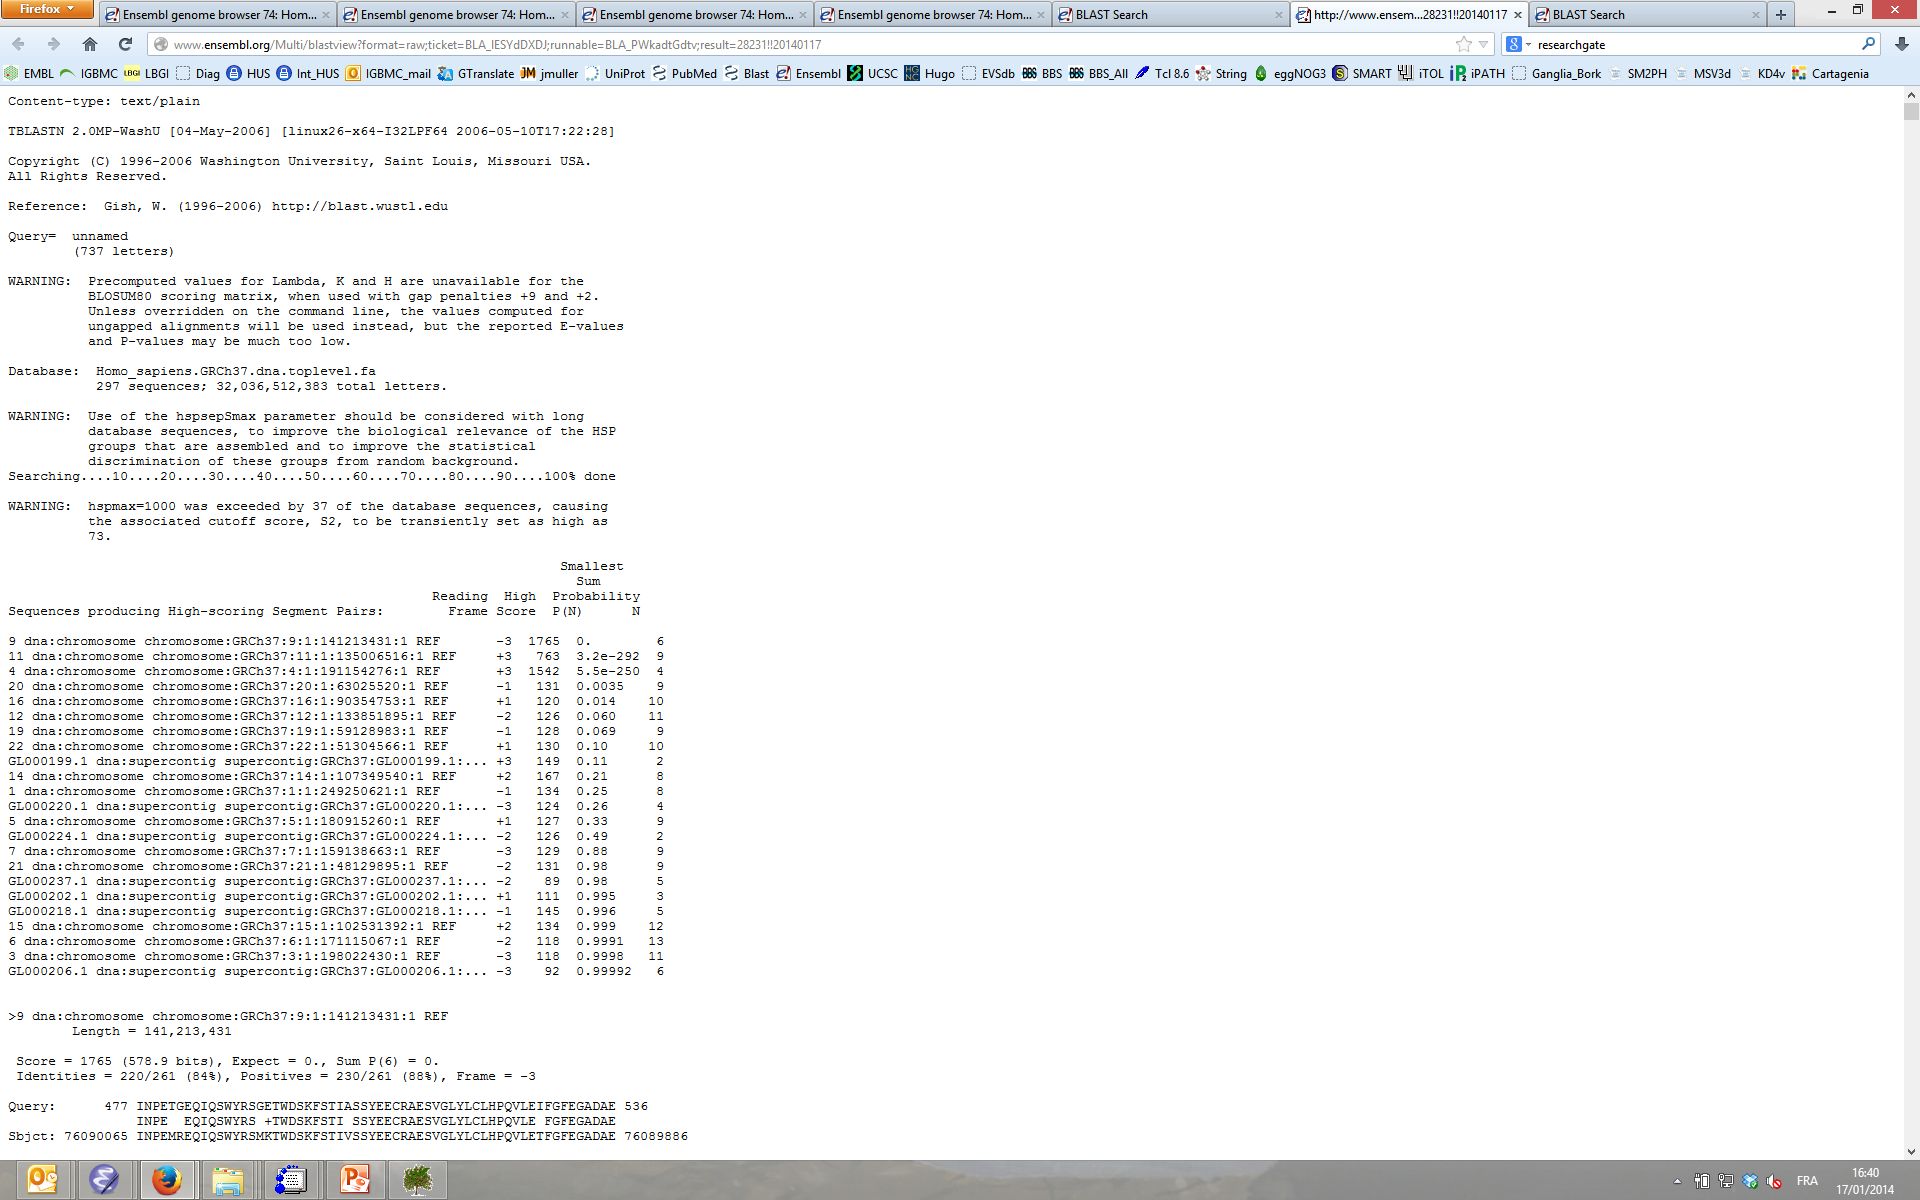 Firefox
Ensembl genome browser 74: Hom...
Ensembl genome browser 74: Hom...
Ensembl genome browser 74: Hom...
Ensembl genome browser 74: Hom...
BLAST Search
http://www.ensem...28231!!20140117
BLAST Search
www.ensembl.org/Multi/blastview?format=raw;ticket=BLA_IESYdDXDJ;runnable=BLA_PWkadtGdtv;result=28231!!20140117
researchgate
EMBL IGBMC LBGI LBGI Diag HUS Int_HUS IGBMC_mail GTranslate JM jmuller UniProt PubMed Blast Ensembl UCSC Hugo EVSdb BBS BBS_All Tcl 8.6 String eggNOG3 SMART iTOL iPATH Ganglia_Bork SM2PH MSV3d KD4v Cartagenia
Content-type: text/plain
TBLASTN 2.0MP-WashU [04-May-2006] [linux26-x64-I32LPF64 2006-05-10T17:22:28]
Copyright (C) 1996-2006 Washington University, Saint Louis, Missouri USA.
All Rights Reserved.
Reference:  Gish, W. (1996-2006) http://blast.wustl.edu
Query=  unnamed
(737 letters)
WARNING:  Precomputed values for Lambda, K and H are unavailable for the
BLOSUM80 scoring matrix, when used with gap penalties +9 and +2.
Unless overridden on the command line, the values computed for
ungapped alignments will be used instead, but the reported E-values
and P-values may be much too low.
Database:  Homo_sapiens.GRCh37.dna.toplevel.fa
297 sequences; 32,036,512,383 total letters.
WARNING:  Use of the hspsepSmax parameter should be considered with long
database sequences, to improve the biological relevance of the HSP
groups that are assembled and to improve the statistical
discrimination of these groups from random background.
Searching....10....20....30....40....50....60....70....80....90....100% done
WARNING:  hspmax=1000 was exceeded by 37 of the database sequences, causing
the associated cutoff score, S2, to be transiently set as high as
73.
Smallest
Sum
Reading  High  Probability
Sequences producing High-scoring Segment Pairs:        Frame Score  P(N)      N
9 dna:chromosome chromosome:GRCh37:9:1:141213431:1 REF       -3  1765  0.        6
11 dna:chromosome chromosome:GRCh37:11:1:135006516:1 REF     +3   763  3.2e-292  9
4 dna:chromosome chromosome:GRCh37:4:1:191154276:1 REF       +3  1542  5.5e-250  4
20 dna:chromosome chromosome:GRCh37:20:1:63025520:1 REF      -1   131  0.0035    9
16 dna:chromosome chromosome:GRCh37:16:1:90354753:1 REF      +1   120  0.014    10
12 dna:chromosome chromosome:GRCh37:12:1:133851895:1 REF     -2   126  0.060    11
19 dna:chromosome chromosome:GRCh37:19:1:59128983:1 REF      -1   128  0.069     9
22 dna:chromosome chromosome:GRCh37:22:1:51304566:1 REF      +1   130  0.10     10
GL000199.1 dna:supercontig supercontig:GRCh37:GL000199.1:... +3   149  0.11      2
14 dna:chromosome chromosome:GRCh37:14:1:107349540:1 REF     +2   167  0.21      8
1 dna:chromosome chromosome:GRCh37:1:1:249250621:1 REF       -1   134  0.25      8
GL000220.1 dna:supercontig supercontig:GRCh37:GL000220.1:... -3   124  0.26      4
5 dna:chromosome chromosome:GRCh37:5:1:180915260:1 REF       +1   127  0.33      9
GL000224.1 dna:supercontig supercontig:GRCh37:GL000224.1:... -2   126  0.49      2
7 dna:chromosome chromosome:GRCh37:7:1:159138663:1 REF       -3   129  0.88      9
21 dna:chromosome chromosome:GRCh37:21:1:48129895:1 REF      -2   131  0.98      9
GL000237.1 dna:supercontig supercontig:GRCh37:GL000237.1:... -2    89  0.98      5
GL000202.1 dna:supercontig supercontig:GRCh37:GL000202.1:... +1   111  0.995     3
GL000218.1 dna:supercontig supercontig:GRCh37:GL000218.1:... -1   145  0.996     5
15 dna:chromosome chromosome:GRCh37:15:1:102531392:1 REF     +2   134  0.999    12
6 dna:chromosome chromosome:GRCh37:6:1:171115067:1 REF       -2   118  0.9991   13
3 dna:chromosome chromosome:GRCh37:3:1:198022430:1 REF       -3   118  0.9998   11
GL000206.1 dna:supercontig supercontig:GRCh37:GL000206.1:... -3    92  0.99992   6
>9 dna:chromosome chromosome:GRCh37:9:1:141213431:1 REF
Length = 141,213,431
Score = 1765 (578.9 bits), Expect = 0., Sum P(6) = 0.
Identities = 220/261 (84%), Positives = 230/261 (88%), Frame = -3
Query:      477 INPETGEQIQSWYRSGETWDSKFSTIASSYEECRAESVGLYLCLHPQVLEIFGFEGADAE 536
INPE  EQIQSWYRS +TWDSKFSTI SSYEECRAESVGLYLCLHPQVLE FGFEGADAE
Sbjct: 76090065 INPEMREQIQSWYRSMKTWDSKFSTIVSSYEECRAESVGLYLCLHPQVLETFGFEGADAE 76089886
FRA
16:40
17/01/2014